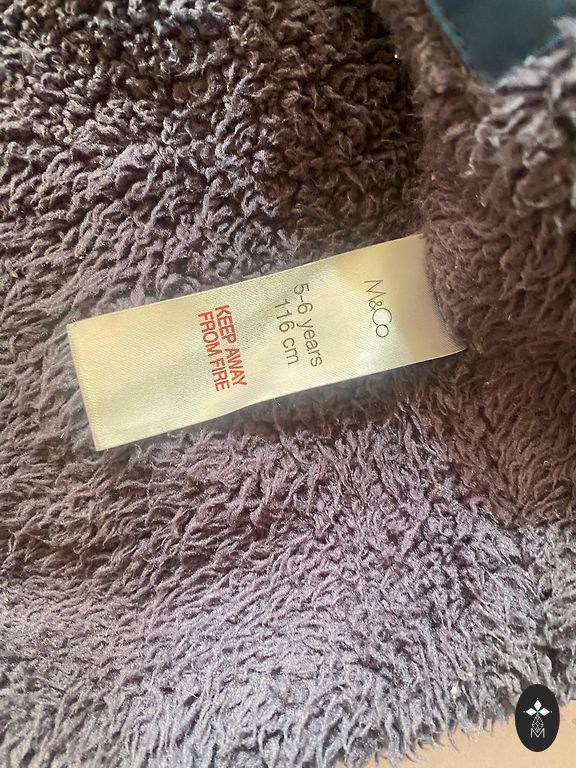 M&Co
5-6 years
116 cm
KEEP AWAY
FROM FIRE